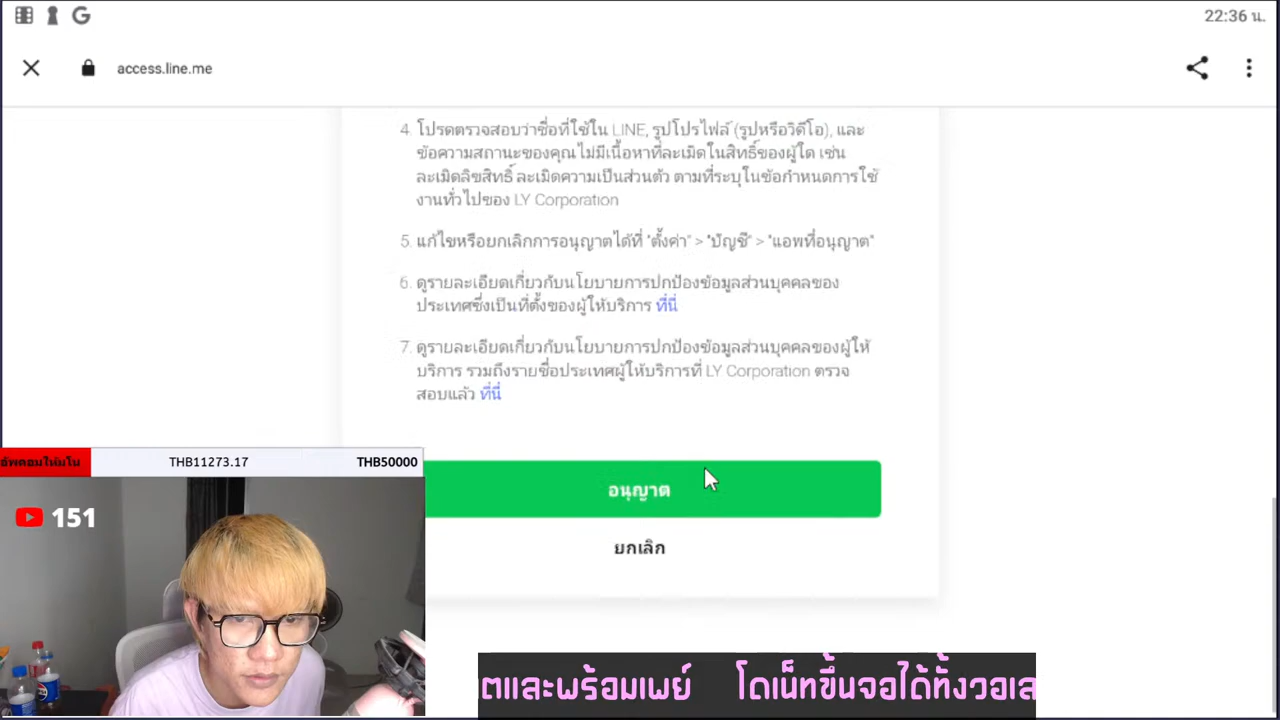 22:36 น.
access.line.me
4. โปรดตรวจสอบว่าชื่อที่ใช้ใน LINE, รูปโปรไฟล์ (รูปหรือวิดีโอ), และ
ข้อความสถานะของคุณไม่มีเนื้อหาที่ละเมิดในสิทธิ์ของผู้ใด เช่น
ละเมิดลิขสิทธิ์ ละเมิดความเป็นส่วนตัว ตามที่ระบุในข้อกำหนดการใช้
งานทั่วไปของ LY Corporation
5. แก้ไขหรือยกเลิกการอนุญาตได้ที่ "ตั้งค่า" > "บัญชี" > "แอพที่อนุญาต"
6. ดูรายละเอียดเกี่ยวกับนโยบายการปกป้องข้อมูลส่วนบุคคลของ
ประเทศซึ่งเป็นที่ตั้งของผู้ให้บริการ ที่นี่
7. ดูรายละเอียดเกี่ยวกับนโยบายการปกป้องข้อมูลส่วนบุคคลของผู้ให้
บริการ รวมถึงรายชื่อประเทศผู้ให้บริการที่ LY Corporation ตรวจ
สอบแล้ว ที่นี่
อัพคอมให้มิโน THB11273.17 THB50000
อนุญาต
151
ยกเลิก
ตและพร้อมเพย์ โดเน็ทขึ้นจอได้ทั้งวอเล